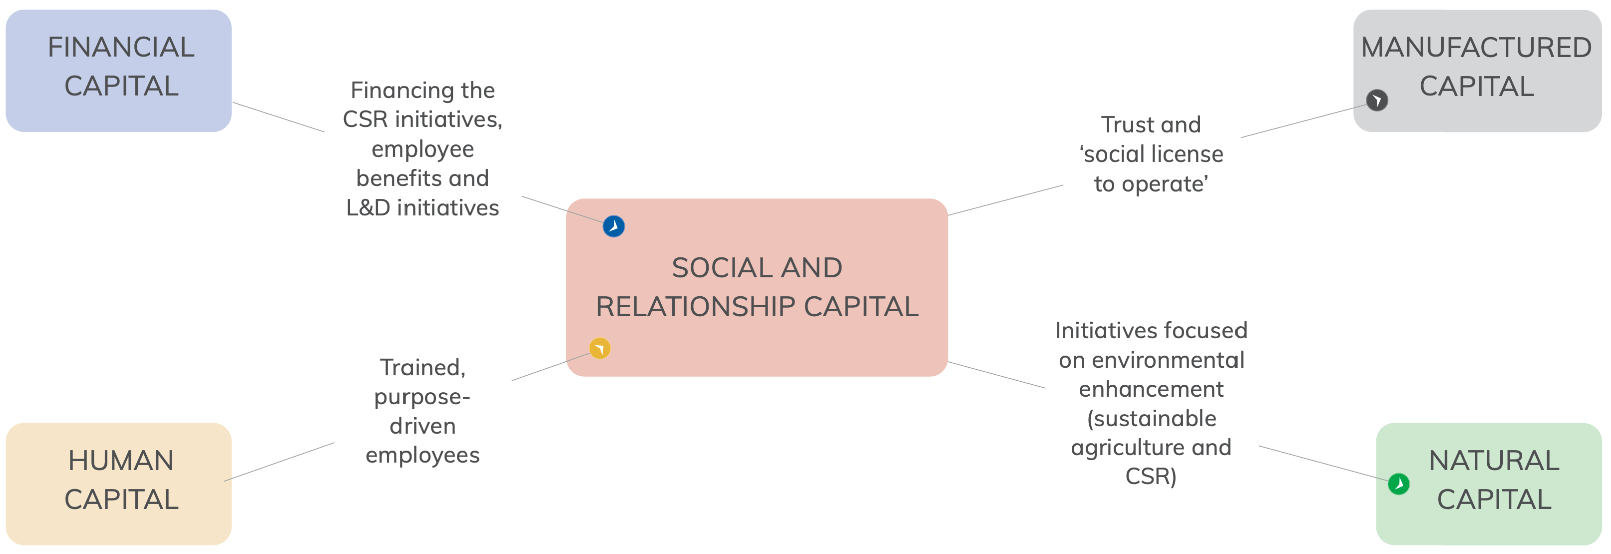 FINANCIAL
CAPITAL
Financing the
CSR initiatives,
employee
benefits and
L&D initiatives
MANUFACTURED
CAPITAL
Trust and
‘social license
to operate’
SOCIAL AND
RELATIONSHIP CAPITAL
Trained,
purpose-
driven
employees
HUMAN
CAPITAL
Initiatives focused
on environmental
enhancement
(sustainable
agriculture and
CSR)
NATURAL
CAPITAL